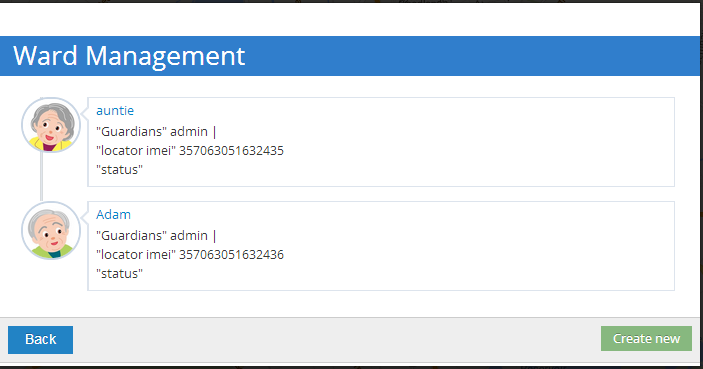 Ward Management
auntie
"Guardians" admin |
"locator imei" 357063051632435
"status"
Adam
"Guardians" admin |
"locator imei" 357063051632436
"status"
Back
Create new